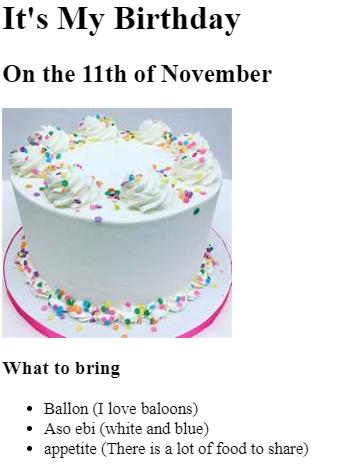 It's My Birthday
On the 11th of November
What to bring
Ballon (I love baloons)
Aso ebi (white and blue)
appetite (There is a lot of food to share)